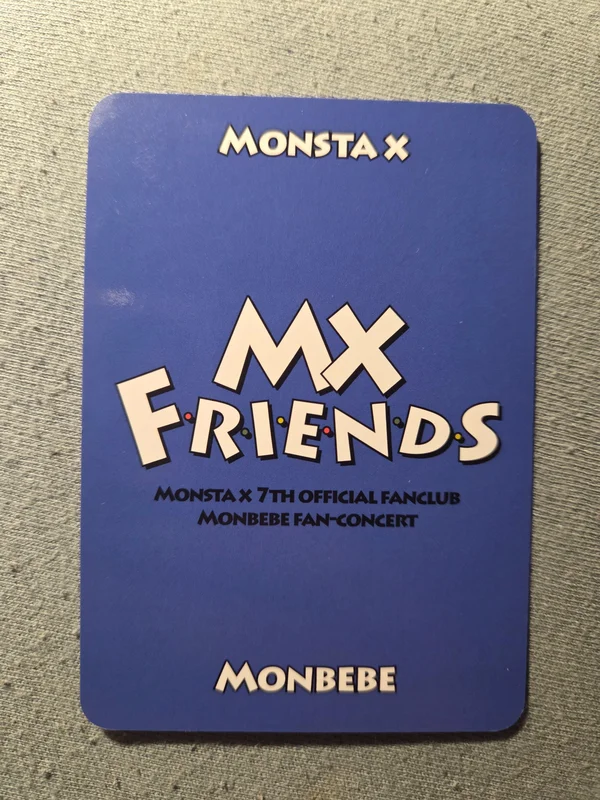 MONSTA X
MX
FRIENDS
MONSTA X 7TH OFFICIAL FANCLUB
MONBEBE FAN-CONCERT
MONBEBE